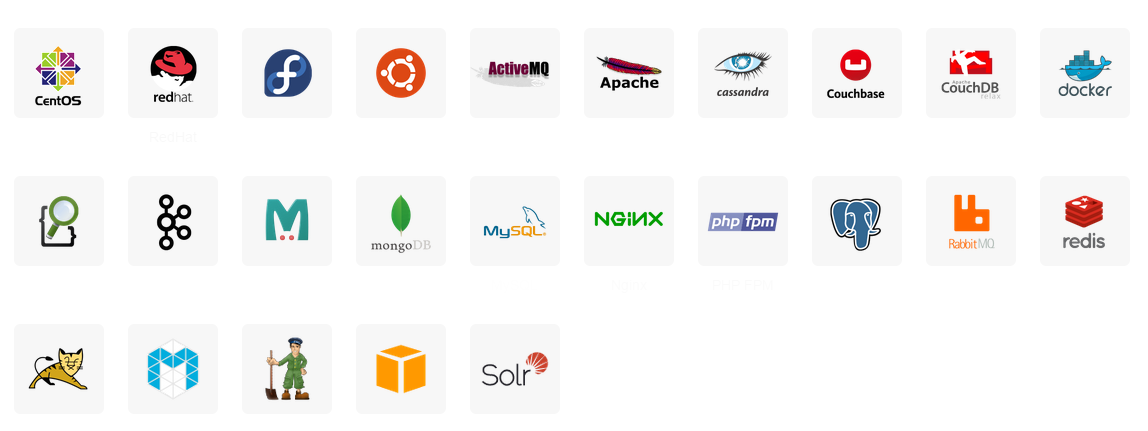 CentOS
redhat.
ActiveMQ
Apache
cassandra
Couchbase
Apache
CouchDB
relax
docker
RedHat
mongoDB
MySQL
NGINX
php fpm
RabbitMQ
redis
Nginx
PHP-FPM
Solr